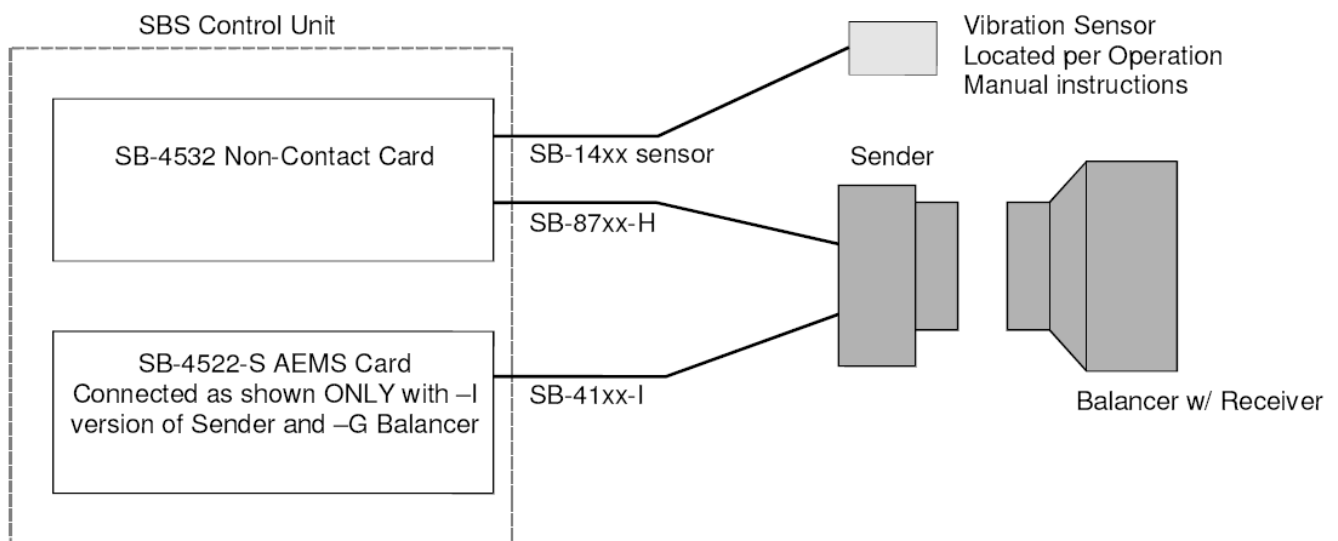 SBS Control Unit
Vibration Sensor
Located per Operation
Manual instructions
SB-4532 Non-Contact Card
SB-14xx sensor
Sender
SB-87xx-H
SB-4522-S AEMS Card
Connected as shown ONLY with –I
version of Sender and –G Balancer
SB-41xx-I
Balancer w/ Receiver